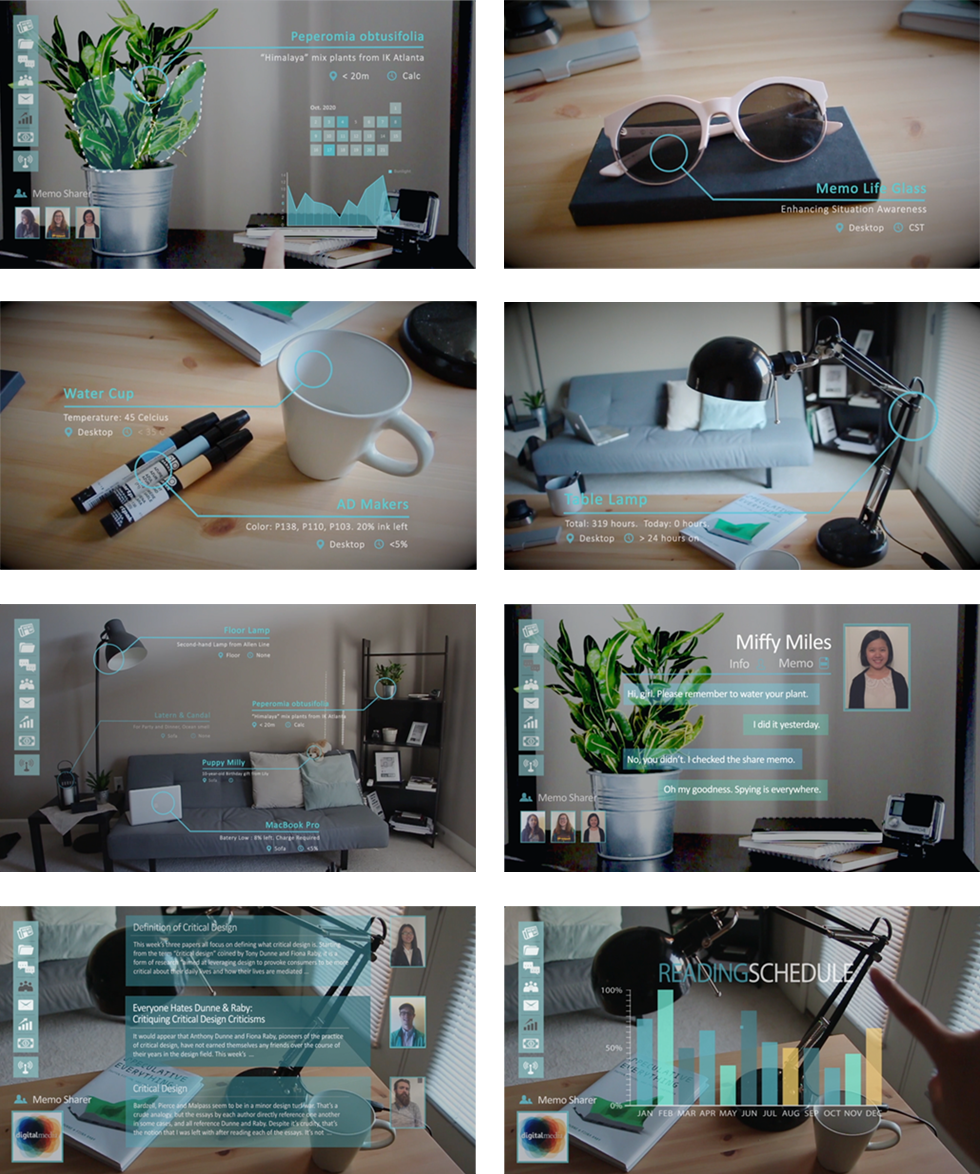 Peperomia obtusifolia
“Himalaya” mix plants from IK Atlanta
< 20m Calc
Oct. 2020
Sunlight
Memo Sharer
Memo Life Glass
Enhancing Situation Awareness
Desktop CST
Water Cup
Temperature: 45 Celcius
Desktop < 35 c
AD Makers
Color: P138, P110, P103. 20% ink left
Desktop <5%
Table Lamp
Total: 319 hours. Today: 0 hours.
Desktop > 24 hours on
Floor Lamp
Second-hand Lamp from Allen Line
Floor None
Peperomia obtusifolia
“Himalaya” mix plants from IK Atlanta
< 20m Calc
Latern & Candal
For Party and Dinner, Ocean smell
Sofa None
Puppy Milly
Sofa
MacBook Pro
Batery Low : 8% left. Charge Required
Sofa <5%
Miffy Miles
Info Memo
Hi, girl. Please remember to water your plant.
I did it yesterday.
No, you didn’t. I checked the share memo.
Oh my goodness. Spying is everywhere.
Memo Sharer
Definition of Critical Design
This week’s three papers all focus on defining what critical design is. Starting
from the term “critical design” coined by Tony Dunne and Fiona Raby, it is a
form of research “aimed at leveraging design to provoke consumers to be more
critical about their daily lives and how their lives are mediated ...
Everyone Hates Dunne & Raby:
Critiquing Critical Design Criticisms
It would appear that Anthony Dunne and Fiona Raby, pioneers of the practice
of critical design, have not endeared themselves any friends over the course of
their years in the design field. This week’s ...
Critical Design
Bardzell, Pierce and Malpass seem to be in a minor design tussle. That’s a
crude analogy, but the essays by each author directly reference one another
in some cases, and all reference Dunne and Raby. Despite it’s crudity, that’s
the notion that I was left with after reading each of the essays. It’s not ...
Memo Sharer
digitalmedia
READINGSCHEDULE
100%
50%
0%
JAN FEB MAR APR MAY JUN JUL AUG SEP OCT NOV DEC
SPECULATIVE
EVERYTHING
Memo Sharer
digitalmedia